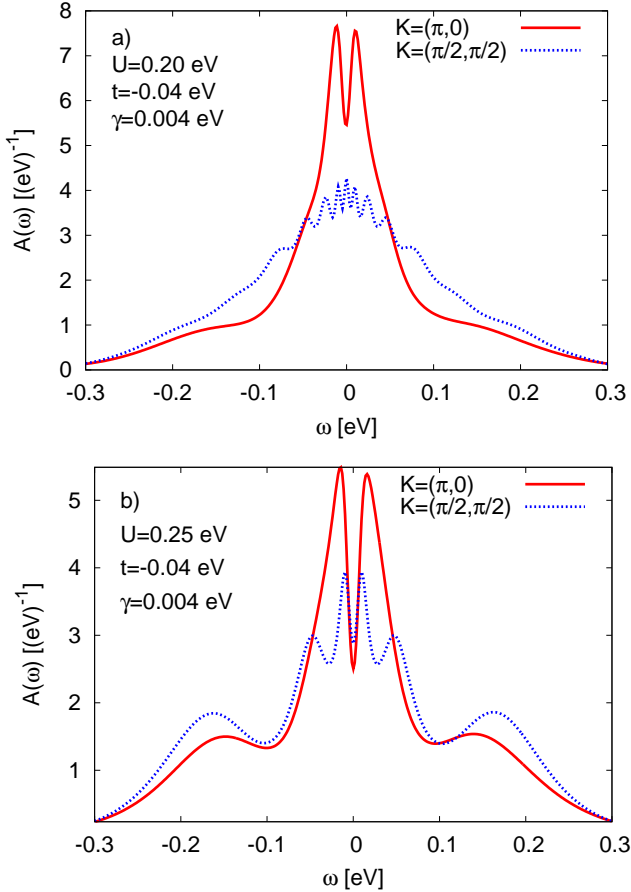 a)
U=0.20 eV
t=-0.04 eV
γ=0.004 eV
K=(π,0)
K=(π/2,π/2)
A(ω) [(eV)⁻¹]
8
7
6
5
4
3
2
1
0
-0.3 -0.2 -0.1 0 0.1 0.2 0.3
ω [eV]
b)
U=0.25 eV
t=-0.04 eV
γ=0.004 eV
K=(π,0)
K=(π/2,π/2)
A(ω) [(eV)⁻¹]
5
4
3
2
1
-0.3 -0.2 -0.1 0 0.1 0.2 0.3
ω [eV]